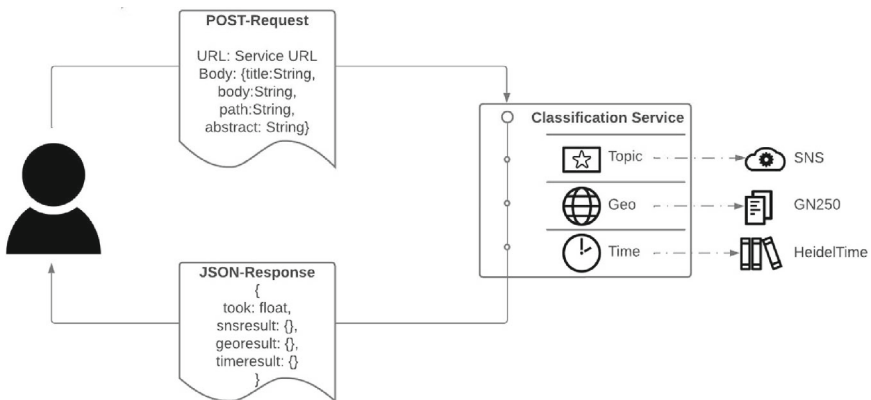 POST-Request
URL: Service URL
Body: {title:String,
body:String,
path:String,
abstract: String}
Classification Service
Topic
SNS
Geo
GN250
Time
HeidelTime
JSON-Response
{
took: float,
snsresult: {},
georesult: {},
timeresult: {}
}